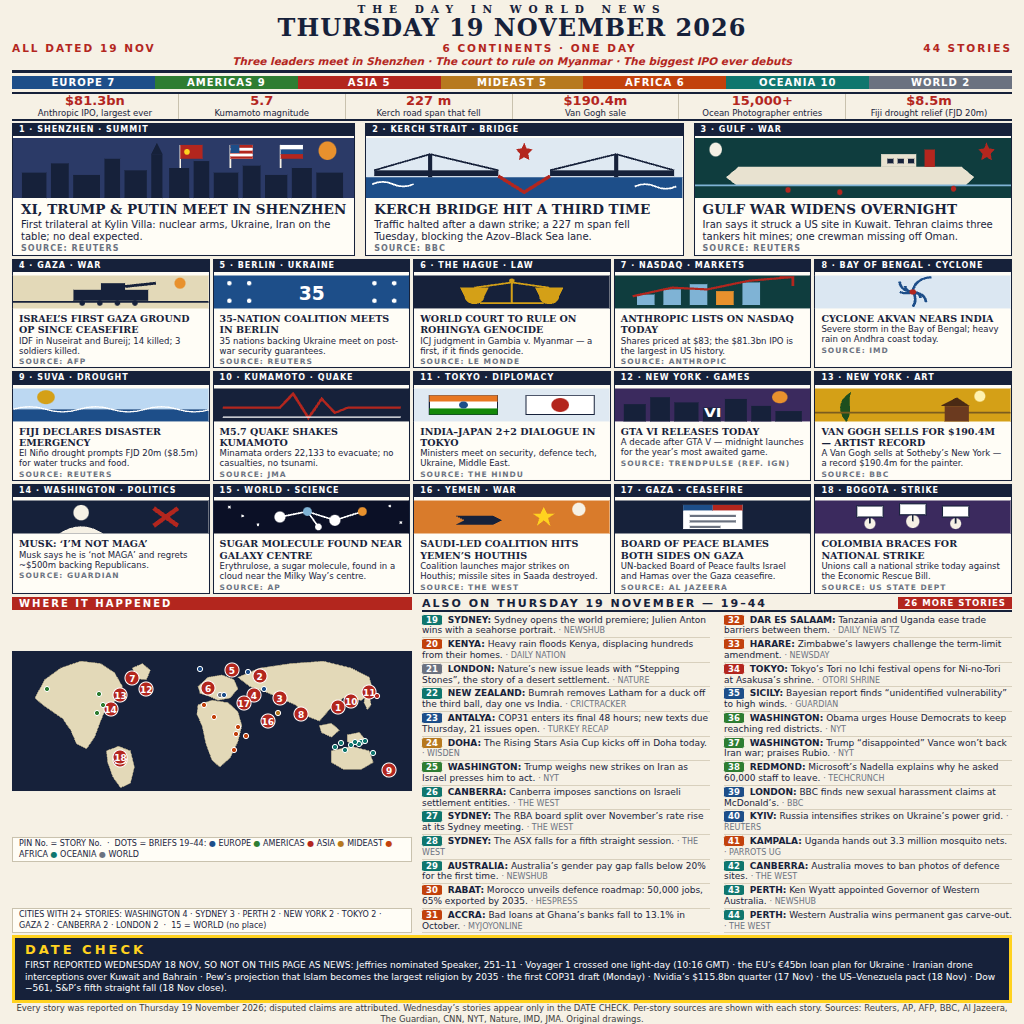 THE DAY IN WORLD NEWS
THURSDAY 19 NOVEMBER 2026
ALL DATED 19 NOV
6 CONTINENTS · ONE DAY
44 STORIES
Three leaders meet in Shenzhen · The court to rule on Myanmar · The biggest IPO ever debuts
EUROPE 7
AMERICAS 9
ASIA 5
MIDEAST 5
AFRICA 6
OCEANIA 10
WORLD 2
$81.3bn
Anthropic IPO, largest ever
5.7
Kumamoto magnitude
227 m
Kerch road span that fell
$190.4m
Van Gogh sale
15,000+
Ocean Photographer entries
$8.5m
Fiji drought relief (FJD 20m)
1 · SHENZHEN · SUMMIT
XI, TRUMP & PUTIN MEET IN SHENZHEN
First trilateral at Kylin Villa: nuclear arms, Ukraine, Iran on the
table; no deal expected.
SOURCE: REUTERS
2 · KERCH STRAIT · BRIDGE
KERCH BRIDGE HIT A THIRD TIME
Traffic halted after a dawn strike; a 227 m span fell
Tuesday, blocking the Azov–Black Sea lane.
SOURCE: BBC
3 · GULF · WAR
GULF WAR WIDENS OVERNIGHT
Iran says it struck a US site in Kuwait. Tehran claims three
tankers hit mines; one crewman missing off Oman.
SOURCE: REUTERS
4 · GAZA · WAR
ISRAEL'S FIRST GAZA GROUND
OP SINCE CEASEFIRE
IDF in Nuseirat and Bureij; 14 killed; 3
soldiers killed.
SOURCE: AFP
5 · BERLIN · UKRAINE
35
35-NATION COALITION MEETS
IN BERLIN
35 nations backing Ukraine meet on post-
war security guarantees.
SOURCE: REUTERS
6 · THE HAGUE · LAW
WORLD COURT TO RULE ON
ROHINGYA GENOCIDE
ICJ judgment in Gambia v. Myanmar — a
first, if it finds genocide.
SOURCE: LE MONDE
7 · NASDAQ · MARKETS
ANTHROPIC LISTS ON NASDAQ
TODAY
Shares priced at $83; the $81.3bn IPO is
the largest in US history.
SOURCE: ANTHROPIC
8 · BAY OF BENGAL · CYCLONE
CYCLONE AKVAN NEARS INDIA
Severe storm in the Bay of Bengal; heavy
rain on Andhra coast today.
SOURCE: IMD
9 · SUVA · DROUGHT
FIJI DECLARES DISASTER
EMERGENCY
El Niño drought prompts FJD 20m ($8.5m)
for water trucks and food.
SOURCE: REUTERS
10 · KUMAMOTO · QUAKE
M5.7 QUAKE SHAKES
KUMAMOTO
Minamata orders 22,133 to evacuate; no
casualties, no tsunami.
SOURCE: JMA
11 · TOKYO · DIPLOMACY
INDIA–JAPAN 2+2 DIALOGUE IN
TOKYO
Ministers meet on security, defence tech,
Ukraine, Middle East.
SOURCE: THE HINDU
12 · NEW YORK · GAMES
VI
GTA VI RELEASES TODAY
A decade after GTA V — midnight launches
for the year's most awaited game.
SOURCE: TRENDPULSE (REF. IGN)
13 · NEW YORK · ART
VAN GOGH SELLS FOR $190.4M
— ARTIST RECORD
A Van Gogh sells at Sotheby's New York —
a record $190.4m for the painter.
SOURCE: BBC
14 · WASHINGTON · POLITICS
MUSK: ‘I'M NOT MAGA’
Musk says he is ‘not MAGA’ and regrets
~$500m backing Republicans.
SOURCE: GUARDIAN
15 · WORLD · SCIENCE
SUGAR MOLECULE FOUND NEAR
GALAXY CENTRE
Erythrulose, a sugar molecule, found in a
cloud near the Milky Way's centre.
SOURCE: AP
16 · YEMEN · WAR
SAUDI-LED COALITION HITS
YEMEN'S HOUTHIS
Coalition launches major strikes on
Houthis; missile sites in Saada destroyed.
SOURCE: THE WEST
17 · GAZA · CEASEFIRE
BOARD OF PEACE BLAMES
BOTH SIDES ON GAZA
UN-backed Board of Peace faults Israel
and Hamas over the Gaza ceasefire.
SOURCE: AL JAZEERA
18 · BOGOTÁ · STRIKE
COLOMBIA BRACES FOR
NATIONAL STRIKE
Unions call a national strike today against
the Economic Rescue Bill.
SOURCE: US STATE DEPT
WHERE IT HAPPENED
7
12
13
14
18
5
2
6
4
17
3
16
8
1
10
11
9
PIN No. = STORY No. · DOTS = BRIEFS 19–44: ● EUROPE ● AMERICAS ● ASIA ● MIDEAST ●
AFRICA ● OCEANIA ● WORLD
CITIES WITH 2+ STORIES: WASHINGTON 4 · SYDNEY 3 · PERTH 2 · NEW YORK 2 · TOKYO 2 ·
GAZA 2 · CANBERRA 2 · LONDON 2 · 15 = WORLD (no place)
ALSO ON THURSDAY 19 NOVEMBER — 19–44
26 MORE STORIES
19 SYDNEY: Sydney opens the world premiere; Julien Anton
wins with a seahorse portrait. · NEWSHUB
20 KENYA: Heavy rain floods Kenya, displacing hundreds
from their homes. · DAILY NATION
21 LONDON: Nature's new issue leads with “Stepping
Stones”, the story of a desert settlement. · NATURE
22 NEW ZEALAND: Bumrah removes Latham for a duck off
the third ball, day one vs India. · CRICTRACKER
23 ANTALYA: COP31 enters its final 48 hours; new texts due
Thursday, 21 issues open. · TURKEY RECAP
24 DOHA: The Rising Stars Asia Cup kicks off in Doha today.
· WISDEN
25 WASHINGTON: Trump weighs new strikes on Iran as
Israel presses him to act. · NYT
26 CANBERRA: Canberra imposes sanctions on Israeli
settlement entities. · THE WEST
27 SYDNEY: The RBA board split over November's rate rise
at its Sydney meeting. · THE WEST
28 SYDNEY: The ASX falls for a fifth straight session. · THE
WEST
29 AUSTRALIA: Australia's gender pay gap falls below 20%
for the first time. · NEWSHUB
30 RABAT: Morocco unveils defence roadmap: 50,000 jobs,
65% exported by 2035. · HESPRESS
31 ACCRA: Bad loans at Ghana's banks fall to 13.1% in
October. · MYJOYONLINE
32 DAR ES SALAAM: Tanzania and Uganda ease trade
barriers between them. · DAILY NEWS TZ
33 HARARE: Zimbabwe's lawyers challenge the term-limit
amendment. · NEWSDAY
34 TOKYO: Tokyo's Tori no Ichi festival opens for Ni-no-Tori
at Asakusa's shrine. · OTORI SHRINE
35 SICILY: Bayesian report finds “unidentified vulnerability”
to high winds. · GUARDIAN
36 WASHINGTON: Obama urges House Democrats to keep
reaching red districts. · NYT
37 WASHINGTON: Trump “disappointed” Vance won't back
Iran war; praises Rubio. · NYT
38 REDMOND: Microsoft's Nadella explains why he asked
60,000 staff to leave. · TECHCRUNCH
39 LONDON: BBC finds new sexual harassment claims at
McDonald's. · BBC
40 KYIV: Russia intensifies strikes on Ukraine's power grid. ·
REUTERS
41 KAMPALA: Uganda hands out 3.3 million mosquito nets.
· PARROTS UG
42 CANBERRA: Australia moves to ban photos of defence
sites. · THE WEST
43 PERTH: Ken Wyatt appointed Governor of Western
Australia. · NEWSHUB
44 PERTH: Western Australia wins permanent gas carve-out.
· THE WEST
DATE CHECK
FIRST REPORTED WEDNESDAY 18 NOV, SO NOT ON THIS PAGE AS NEWS: Jeffries nominated Speaker, 251–11 · Voyager 1 crossed one light-day (10:16 GMT) · the EU's €45bn loan plan for Ukraine · Iranian drone
interceptions over Kuwait and Bahrain · Pew's projection that Islam becomes the largest religion by 2035 · the first COP31 draft (Monday) · Nvidia's $115.8bn quarter (17 Nov) · the US–Venezuela pact (18 Nov) · Dow
−561, S&P's fifth straight fall (18 Nov close).
Every story was reported on Thursday 19 November 2026; disputed claims are attributed. Wednesday's stories appear only in the DATE CHECK. Per-story sources are shown with each story. Sources: Reuters, AP, AFP, BBC, Al Jazeera,
The Guardian, CNN, NYT, Nature, IMD, JMA. Original drawings.